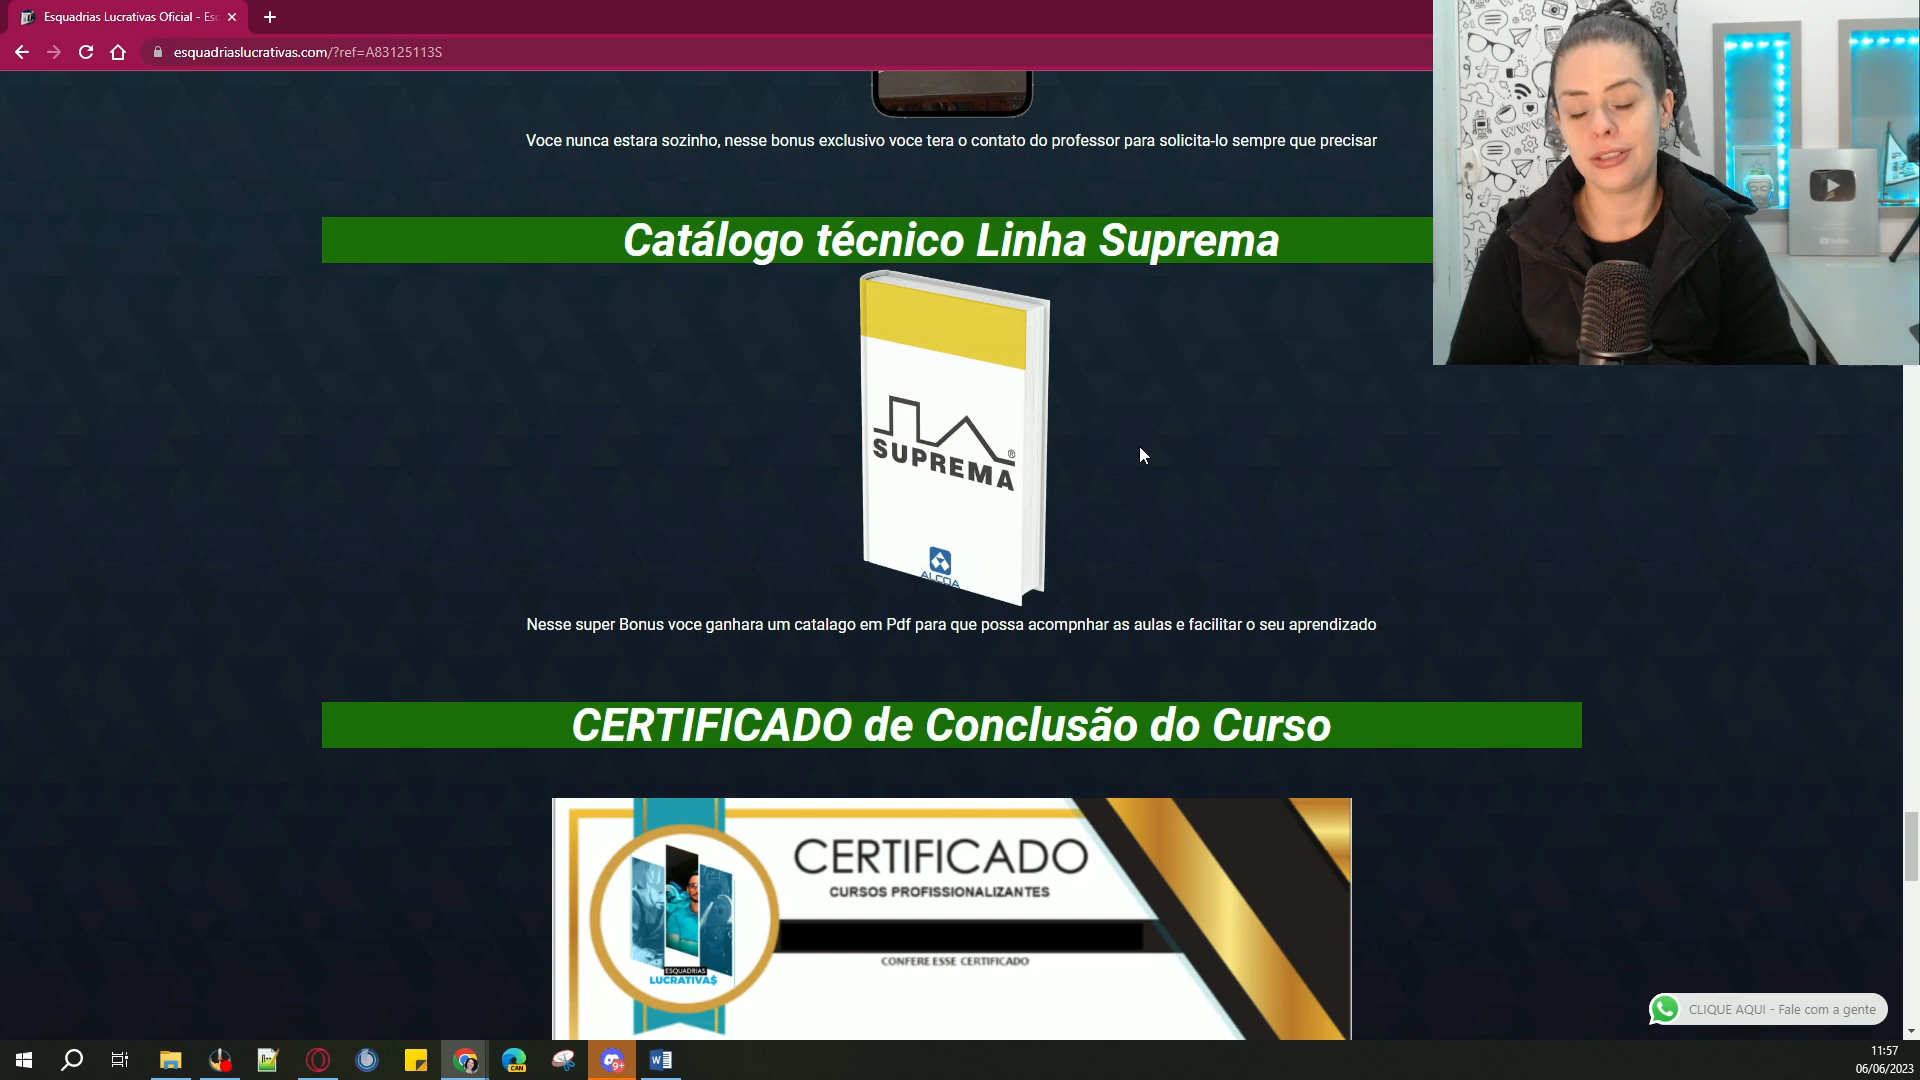 Esquadrias Lucrativas Oficial - Es
esquadriaslucrativas.com/?ref=A83125113S
Voce nunca estara sozinho, nesse bonus exclusivo voce tera o contato do professor para solicita-lo sempre que precisar
Catálogo técnico Linha Suprema
SUPREMA
®
ALCOA
Nesse super Bonus voce ganhara um catalago em Pdf para que possa acompnhar as aulas e facilitar o seu aprendizado
CERTIFICADO de Conclusão do Curso
CERTIFICADO
CURSOS PROFISSIONALIZANTES
CONFERE ESSE CERTIFICADO
ESQUADRIAS
LUCRATIVA$
CLIQUE AQUI - Fale com a gente
CAN
9+
11:57
06/06/2023